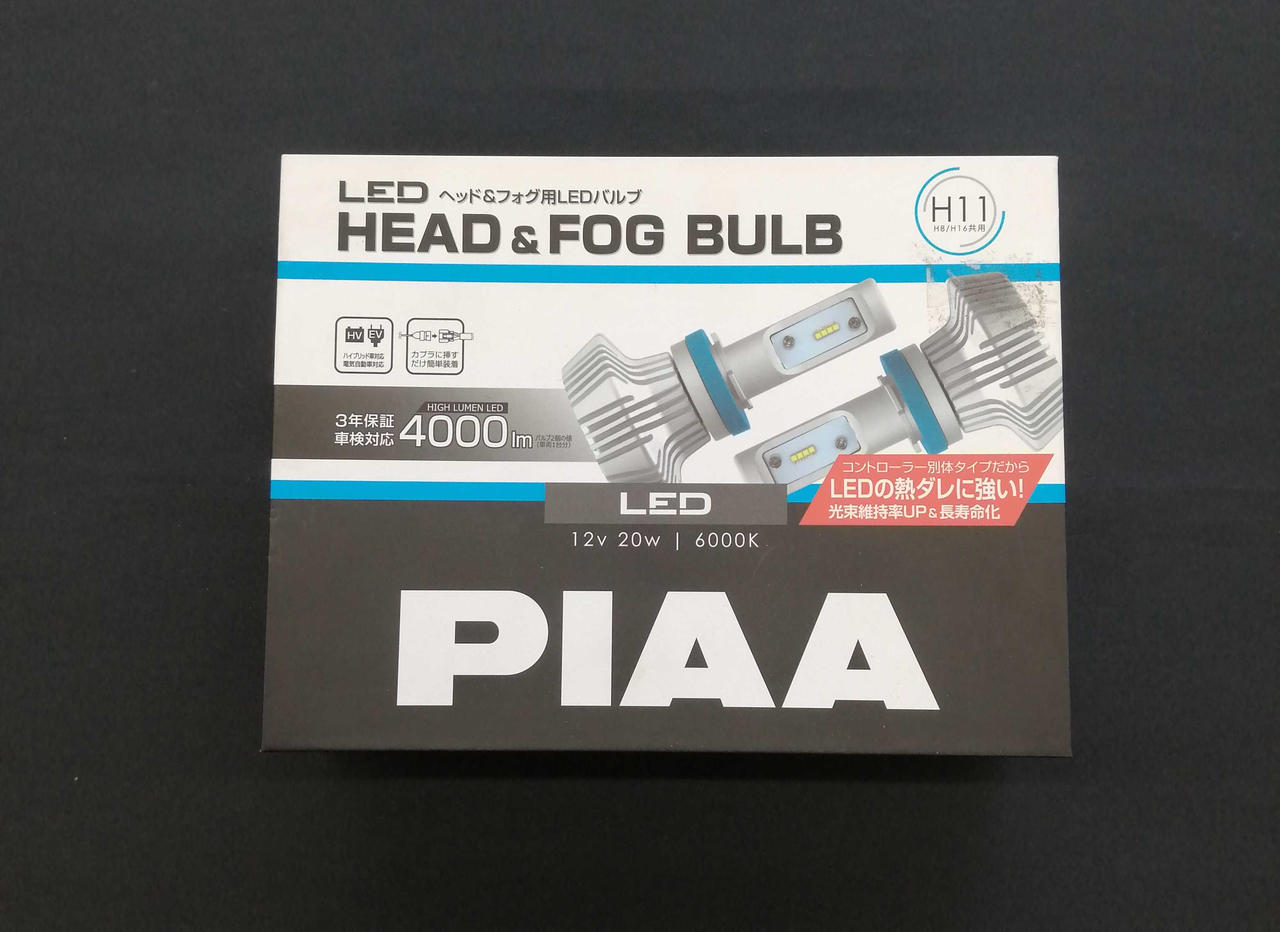 LED ヘッド&フォグ用LEDバルブ
HEAD & FOG BULB
H11
H8/H16共用
HV EV
ハイブリッド車対応
電気自動車対応
カプラに挿す
だけ簡単装着
3年保証
車検対応
HIGH LUMEN LED
4000lm
バルブ2個の値
(車両1台分)
コントローラー別体タイプだから
LEDの熱ダレに強い!
光束維持率UP&長寿命化
LED
12v 20w | 6000K
PIAA